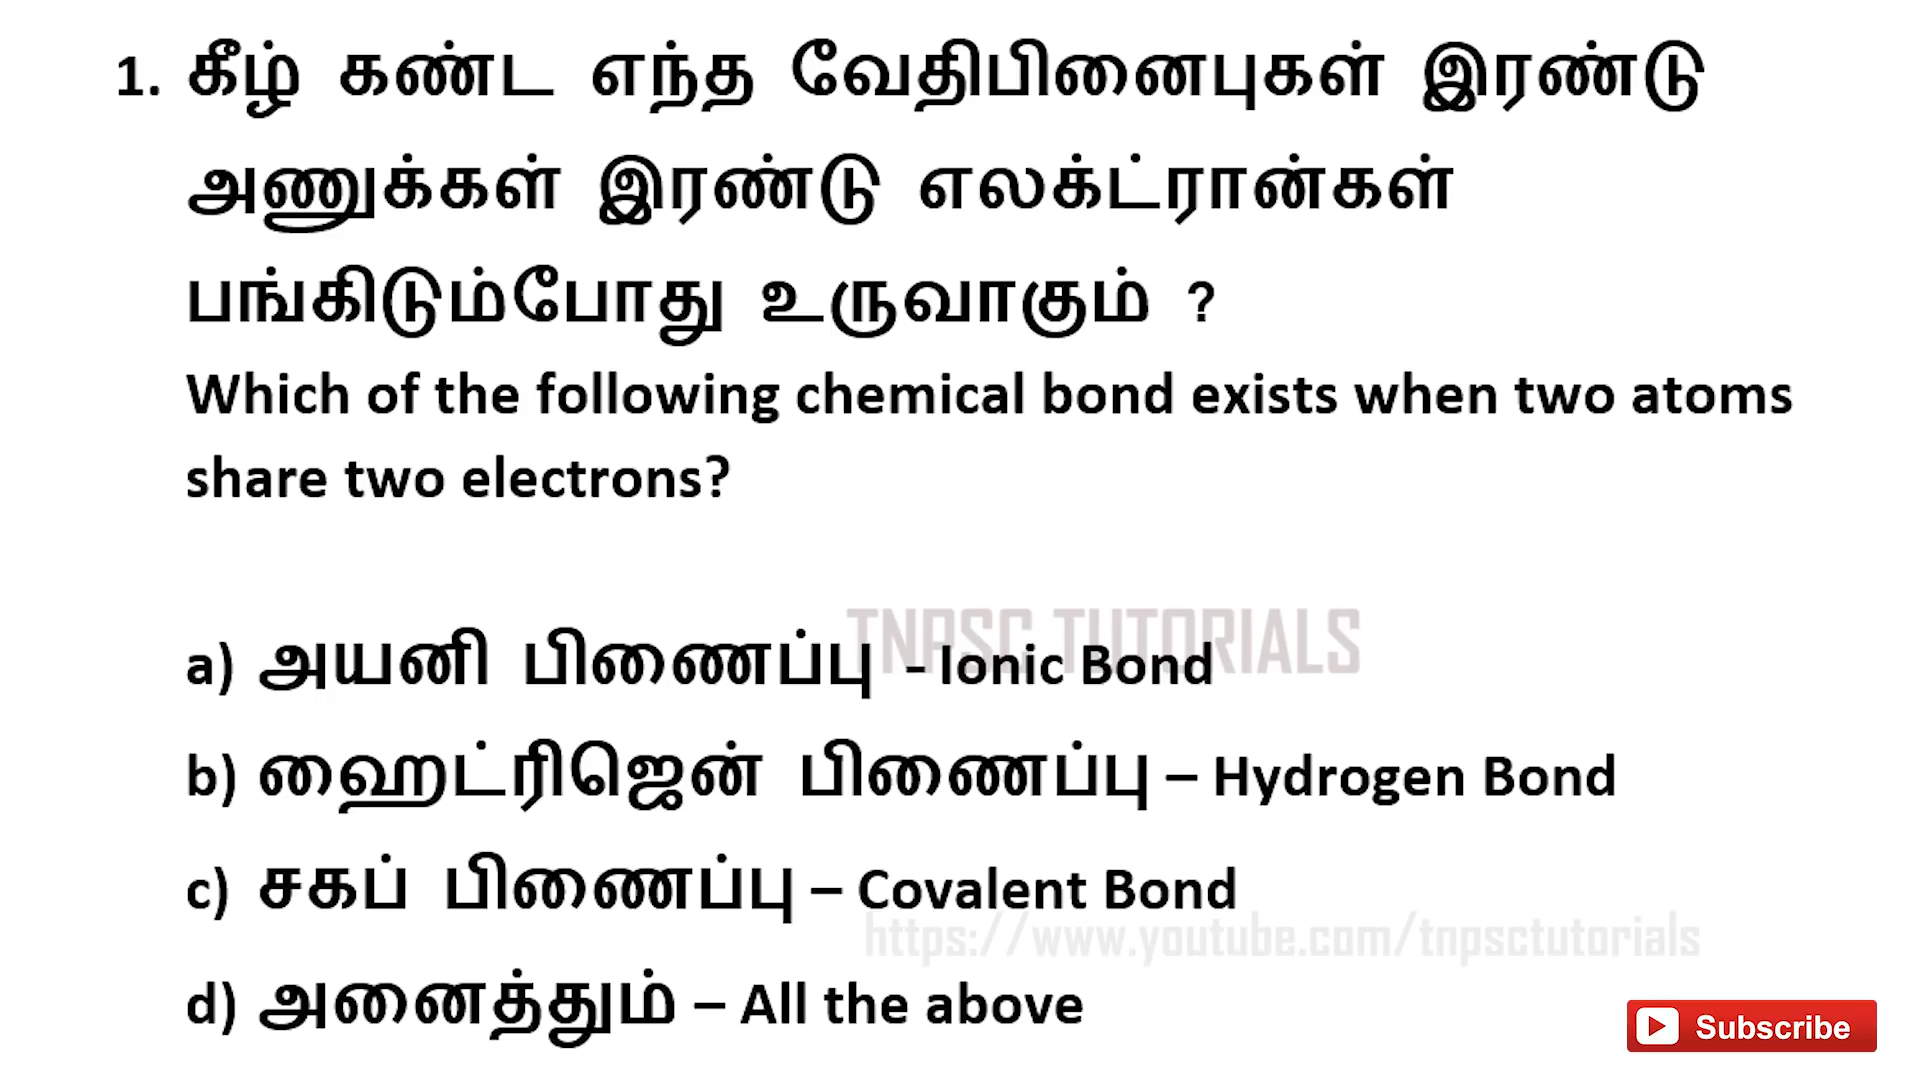 1. கீழ் கண்ட எந்த வேதிபினைபுகள் இரண்டு
அணுக்கள் இரண்டு எலக்ட்ரான்கள்
பங்கிடும்போது உருவாகும் ?
Which of the following chemical bond exists when two atoms
share two electrons?
TNPSC TUTORIALS
a) அயனி பிணைப்பு - Ionic Bond
b) ஹைட்ரிஜென் பிணைப்பு – Hydrogen Bond
c) சகப் பிணைப்பு – Covalent Bond
https://www.youtube.com/tnpsctutorials
d) அனைத்தும் – All the above
Subscribe